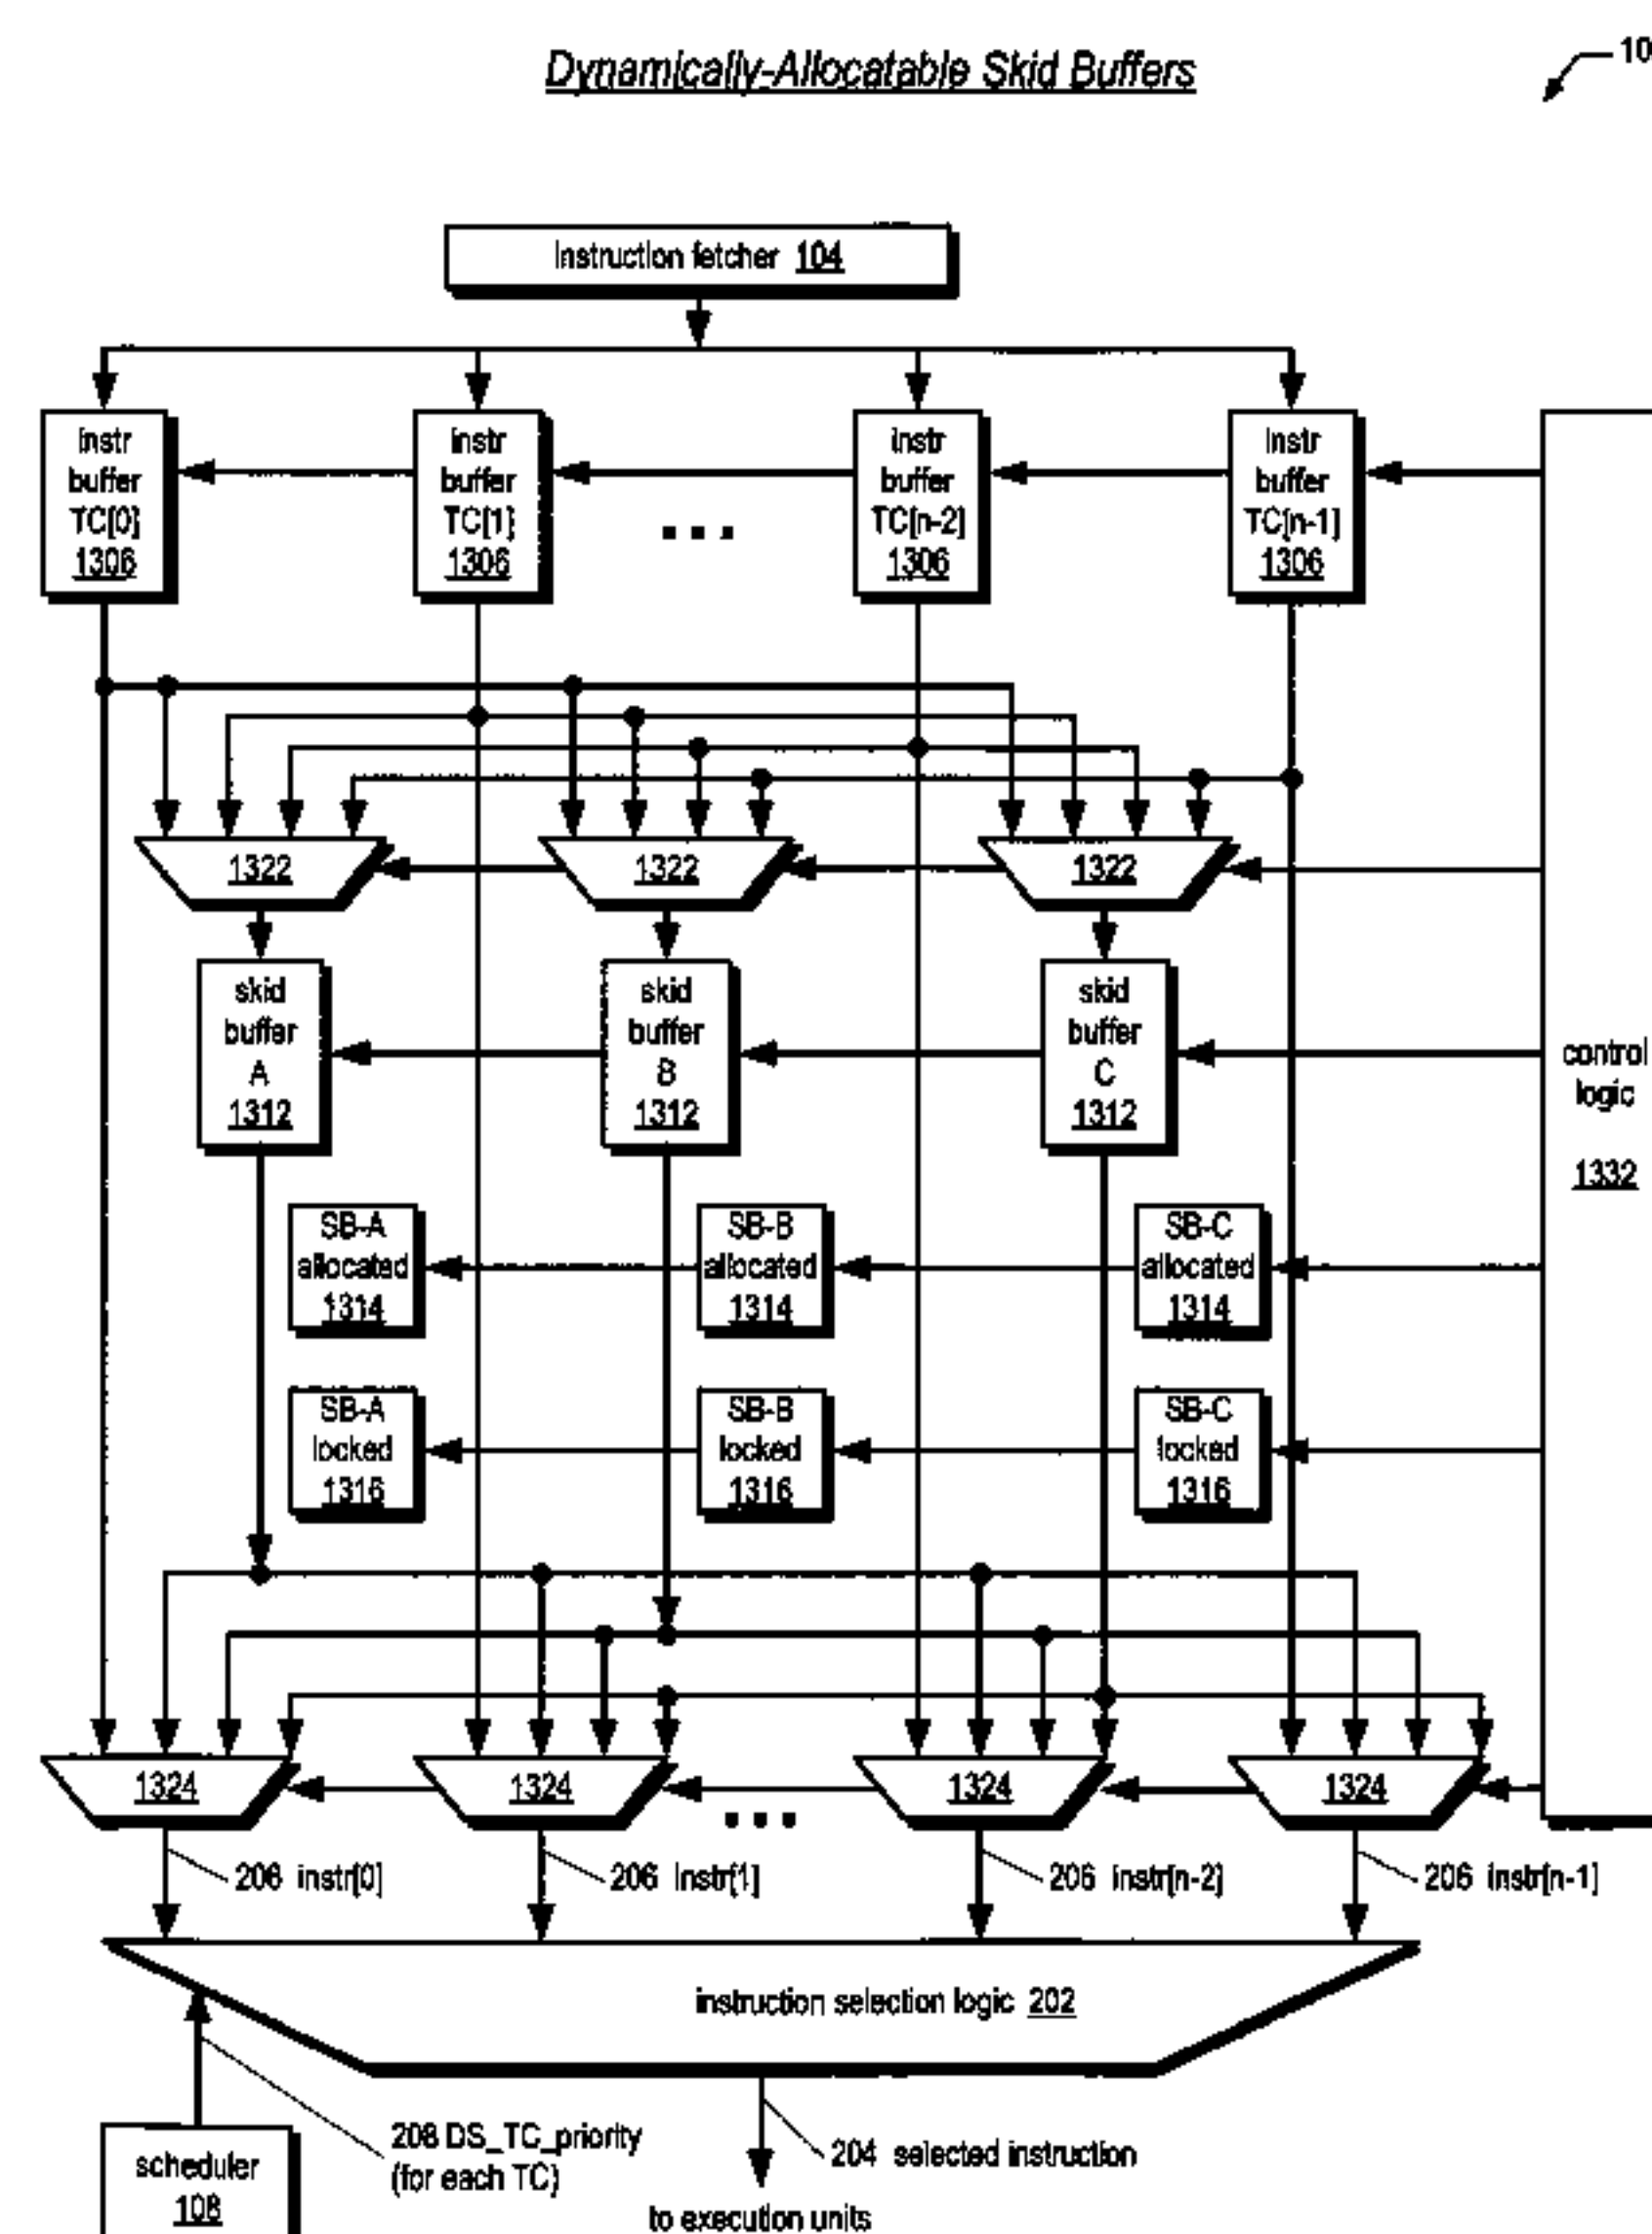 Dynamically-Allocatable Skid Buffers
10
instruction fetcher 104
instr
buffer
TC[0]
1306
instr
buffer
TC[1]
1306
...
instr
buffer
TC[n-2]
1306
instr
buffer
TC[n-1]
1306
1322
1322
1322
skid
buffer
A
1312
skid
buffer
B
1312
skid
buffer
C
1312
control
logic
1332
SB-A
allocated
1314
SB-B
allocated
1314
SB-C
allocated
1314
SB-A
locked
1316
SB-B
locked
1316
SB-C
locked
1316
1324
1324
...
1324
1324
206 instr[0]
206 instr[1]
206 instr[n-2]
206 instr[n-1]
instruction selection logic 202
208 DS_TC_priority
(for each TC)
204 selected instruction
scheduler
108
to execution units